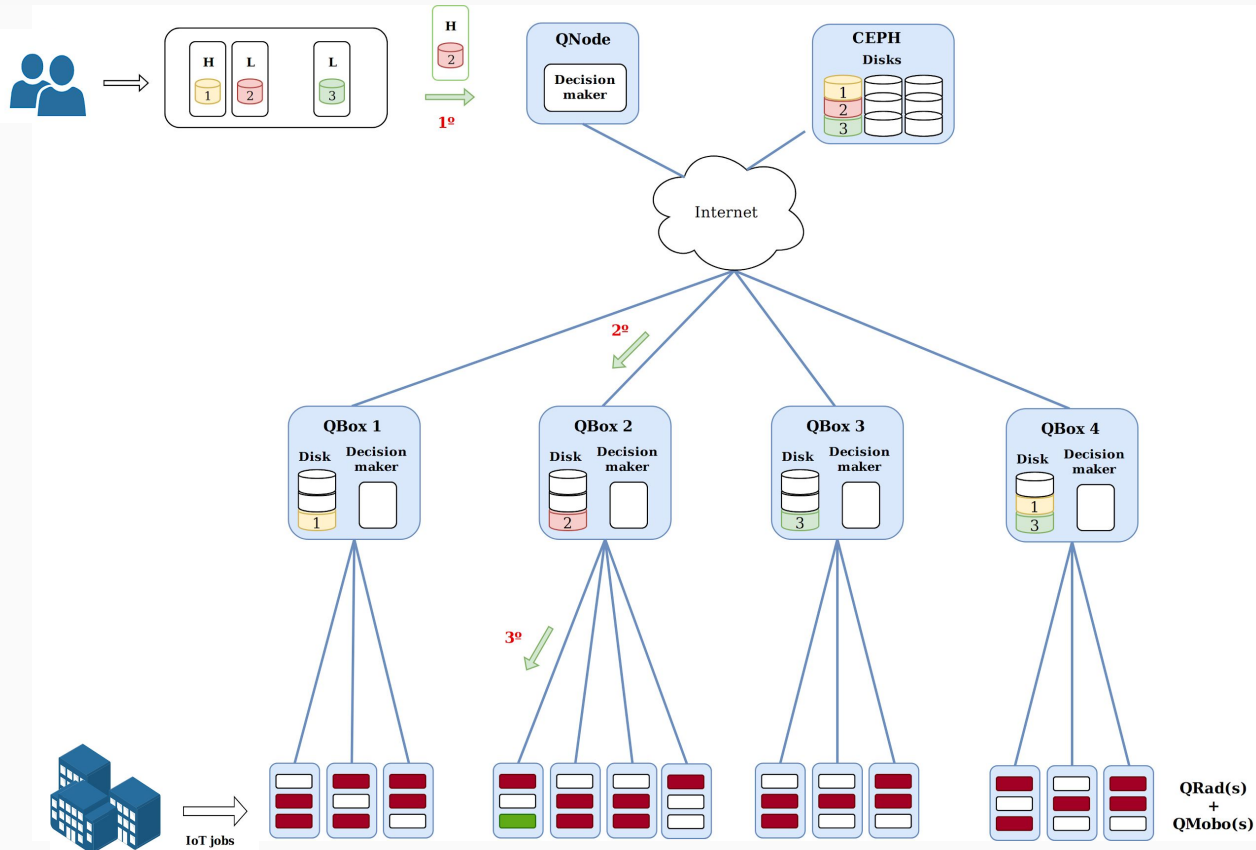 H
2
H
L
L
1
2
3
1º
QNode
Decision
maker
CEPH
Disks
1
2
3
Internet
2º
QBox 1
Disk
Decision
maker
1
QBox 2
Disk
Decision
maker
2
QBox 3
Disk
Decision
maker
3
QBox 4
Disk
Decision
maker
1
3
3º
IoT jobs
QRad(s)
+
QMobo(s)